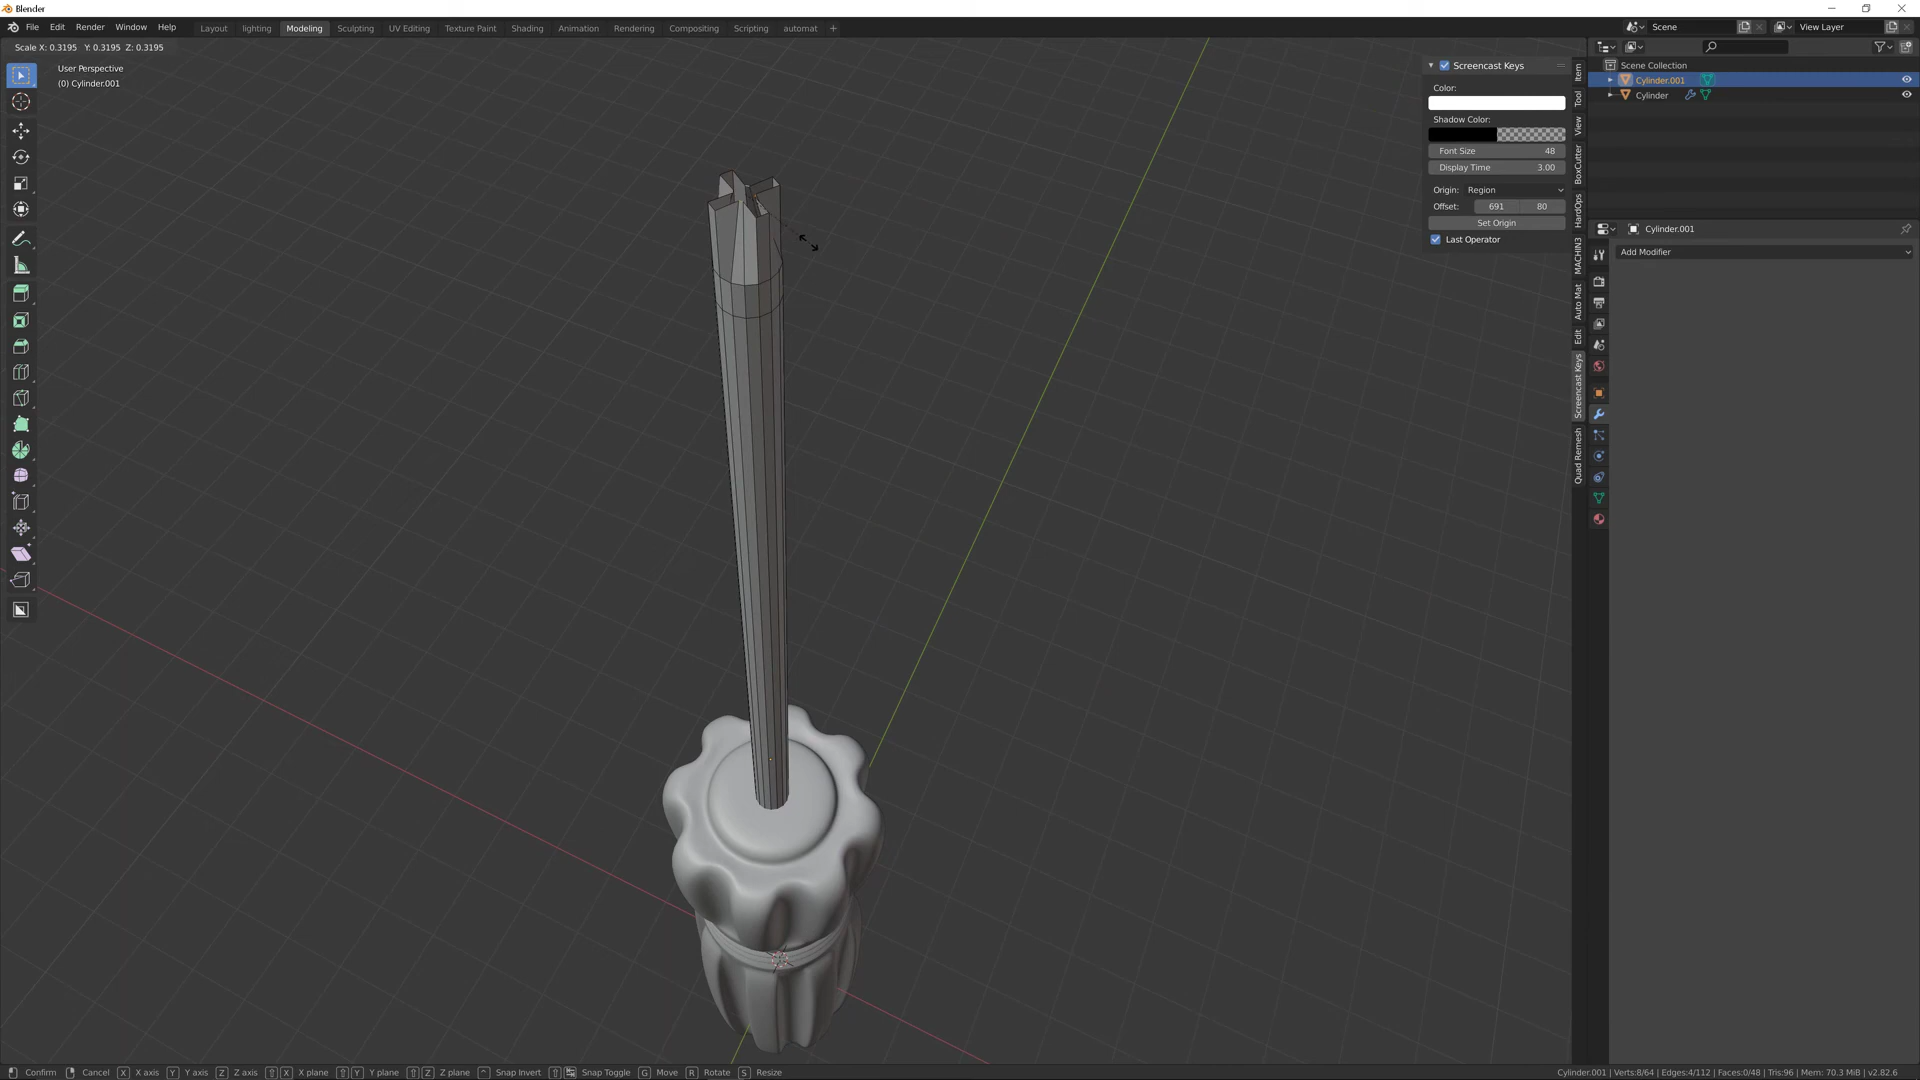 Blender
File Edit Render Window Help
Layout lighting Modeling Sculpting UV Editing Texture Paint Shading Animation Rendering Compositing Scripting automat +
Scene
View Layer
Scale X: 0.3195 Y: 0.3195 Z: 0.3195
User Perspective
(0) Cylinder.001
Screencast Keys
Color:
Shadow Color:
Font Size 48
Display Time 3.00
Origin: Region
Offset: 691 80
Set Origin
Last Operator
Item
Tool
View
BoxCutter
HardOps
MACHIN3
Auto Mat
Edit
Screencast Keys
Quad Remesh
Scene Collection
Cylinder.001
Cylinder
Cylinder.001
Add Modifier
Confirm Cancel X X axis Y Y axis Z Z axis X X plane Y Y plane Z Z plane Snap Invert Snap Toggle G Move R Rotate S Resize
Cylinder.001 | Verts:8/64 | Edges:4/112 | Faces:0/48 | Tris:96 | Mem: 70.3 MiB | v2.82.6